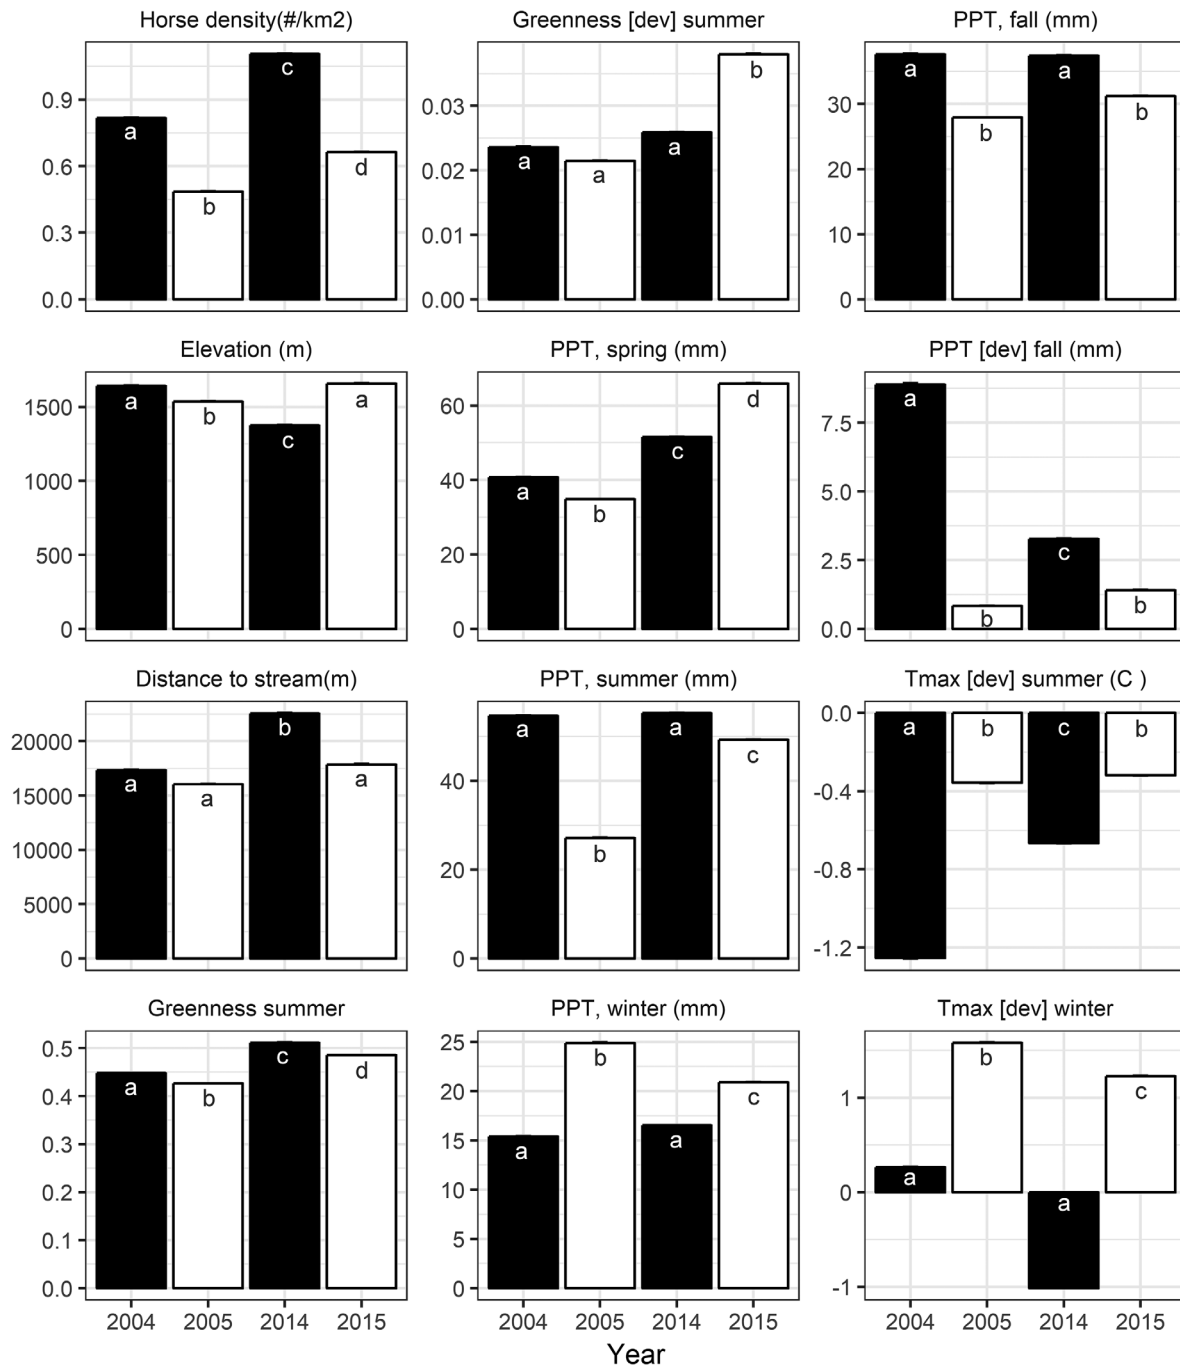 Horse density(#/km2)
0.9
0.6
0.3
0.0
a
b
c
d
Greenness [dev] summer
0.03
0.02
0.01
0.00
a
a
a
b
PPT, fall (mm)
30
20
10
0
a
b
a
b
Elevation (m)
1500
1000
500
0
a
b
c
a
PPT, spring (mm)
60
40
20
0
a
b
c
d
PPT [dev] fall (mm)
7.5
5.0
2.5
0.0
a
b
c
b
Distance to stream(m)
20000
15000
10000
5000
0
a
a
b
a
PPT, summer (mm)
40
20
0
a
b
a
c
Tmax [dev] summer (C )
0.0
-0.4
-0.8
-1.2
a
b
c
b
Greenness summer
0.5
0.4
0.3
0.2
0.1
0.0
a
b
c
d
2004 2005 2014 2015
PPT, winter (mm)
25
20
15
10
5
0
a
b
a
c
2004 2005 2014 2015
Tmax [dev] winter
1
0
-1
a
b
a
c
2004 2005 2014 2015
Year